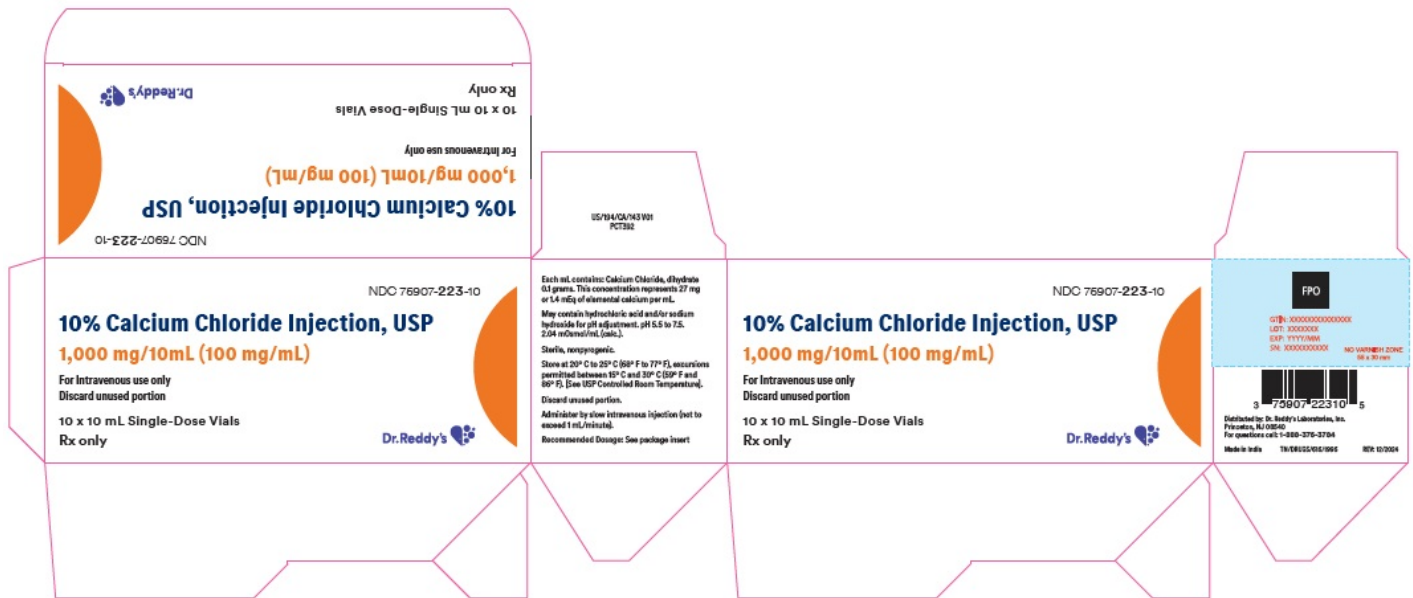 Dr.Reddy's
Rx only
10 x 10 mL Single-Dose Vials
For Intravenous use only
1,000 mg/10mL (100 mg/mL)
10% Calcium Chloride Injection, USP
NDC 76907-223-10
NDC 76907-223-10
10% Calcium Chloride Injection, USP
1,000 mg/10mL (100 mg/mL)
For Intravenous use only
Discard unused portion
10 x 10 mL Single-Dose Vials
Rx only
Dr.Reddy's
US/194/CA/143 V01
PCT392
Each mL contains: Calcium Chloride, dihydrate
0.1 grams. This concentration represents 27 mg
or 1.4 mEq of elemental calcium per mL.
May contain hydrochloric acid and/or sodium
hydroxide for pH adjustment. pH 5.5 to 7.5.
2.04 mOsmol/mL (calc.).
Sterile, nonpyrogenic.
Store at 20° C to 25° C (68° F to 77° F), excursions
permitted between 15° C and 30° C (59° F and
86° F). [See USP Controlled Room Temperature].
Discard unused portion.
Administer by slow intravenous injection (not to
exceed 1 mL/minute).
Recommended Dosage: See package insert
NDC 76907-223-10
10% Calcium Chloride Injection, USP
1,000 mg/10mL (100 mg/mL)
For Intravenous use only
Discard unused portion
10 x 10 mL Single-Dose Vials
Rx only
Dr.Reddy's
FPO
GTIN: XXXXXXXXXXXXXX
LOT: XXXXXXX
EXP: YYYY/MM
SN: XXXXXXXXXX
NO VARNISH ZONE
3 76907 22310 5
Distributed by: Dr. Reddy's Laboratories, Inc.
Princeton, NJ 08540
For questions call: 1-888-375-3784
Made in India TN/DRUGS/616/1996 REV: 12/2024